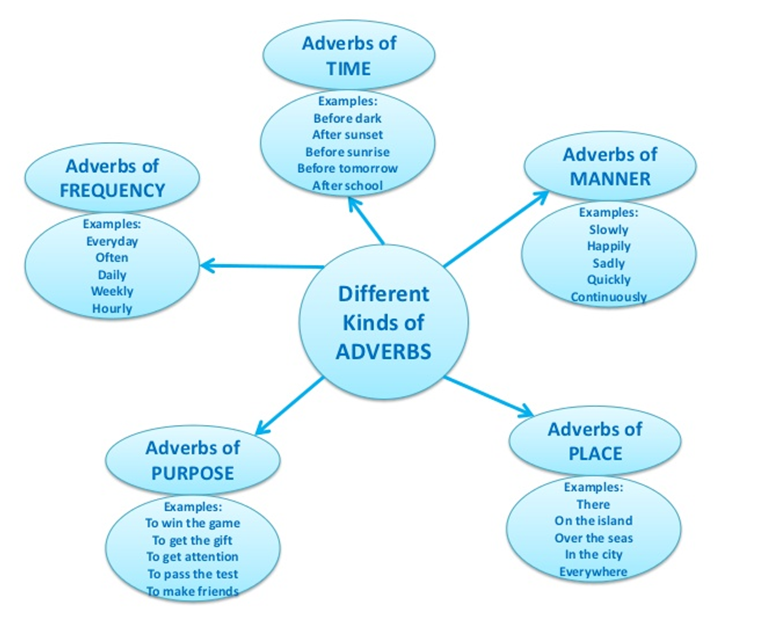 Adverbs of
TIME
Examples:
Before dark
After sunset
Before sunrise
Before tomorrow
After school
Adverbs of
FREQUENCY
Examples:
Everyday
Often
Daily
Weekly
Hourly
Adverbs of
MANNER
Examples:
Slowly
Happily
Sadly
Quickly
Continuously
Different
Kinds of
ADVERBS
Adverbs of
PURPOSE
Examples:
To win the game
To get the gift
To get attention
To pass the test
To make friends
Adverbs of
PLACE
Examples:
There
On the island
Over the seas
In the city
Everywhere